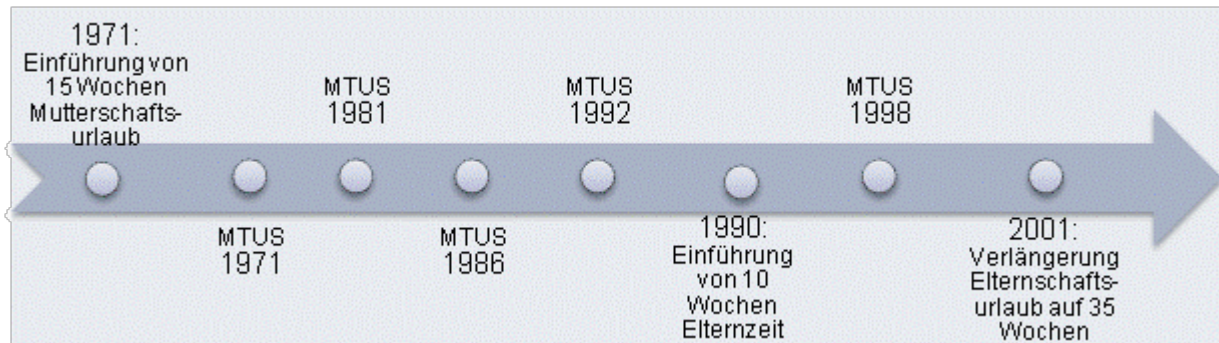 1971:
Einführung von
15 Wochen
Mutterschafts-
urlaub
MTUS
1971
MTUS
1981
MTUS
1986
MTUS
1992
1990:
Einführung
von 10
Wochen
Elternzeit
MTUS
1998
2001:
Verlängerung
Elternschafts-
urlaub auf 35
Wochen